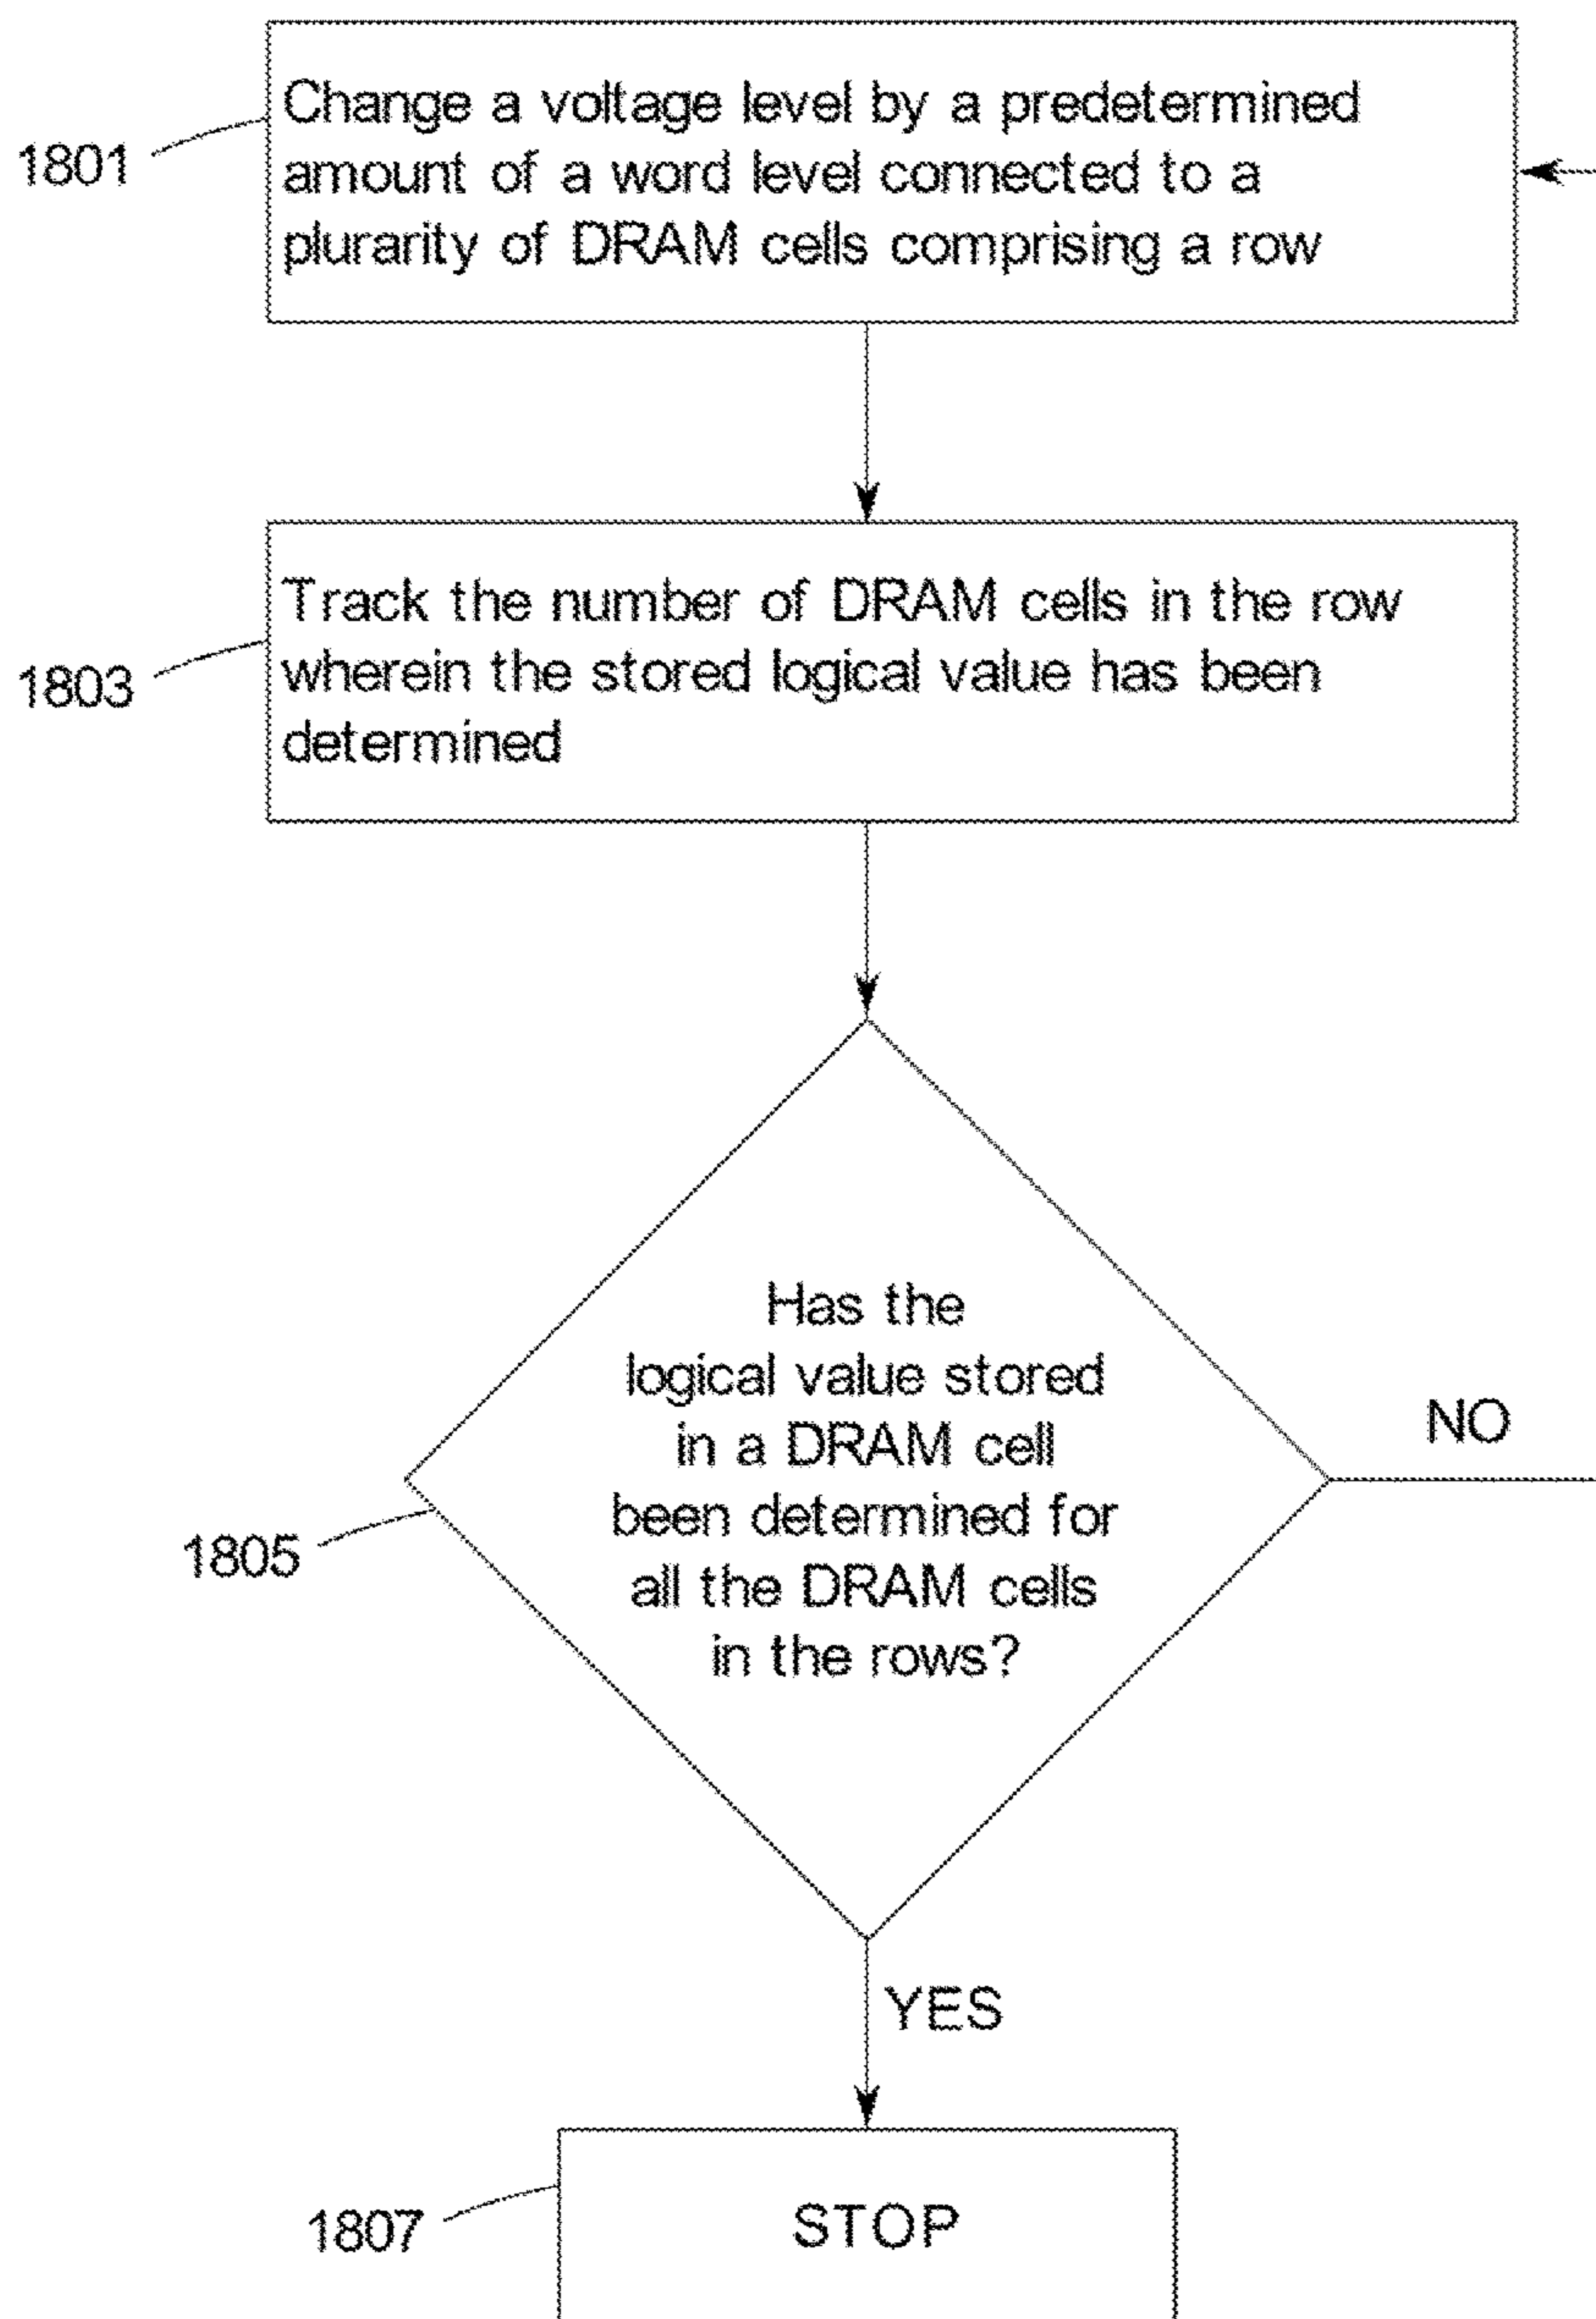 Change a voltage level by a predetermined
1801
amount of a word level connected to a
plurarity of DRAM cells comprising a row
Track the number of DRAM cells in the row
1803
wherein the stored logical value has been
determined
Has the
logical value stored
in a DRAM cell
been determined for
all the DRAM cells
in the rows?
NO
1805
YES
1807
STOP